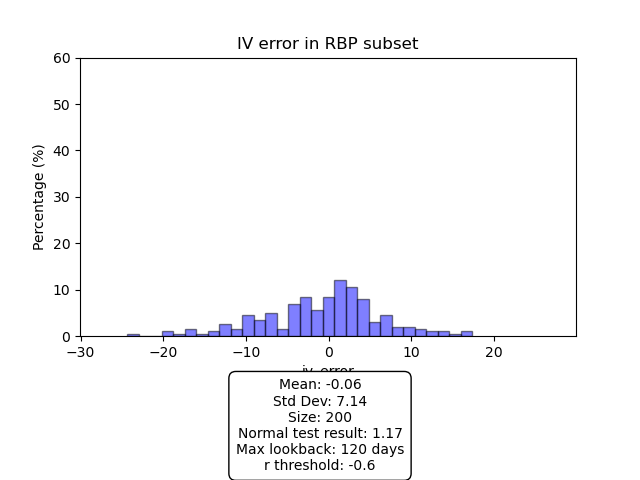 IV error in RBP subset
60
50
40
30
20
10
0
Percentage (%)
−30
−20
−10
0
10
20
iv_error
Mean: -0.06
Std Dev: 7.14
Size: 200
Normal test result: 1.17
Max lookback: 120 days
r threshold: -0.6